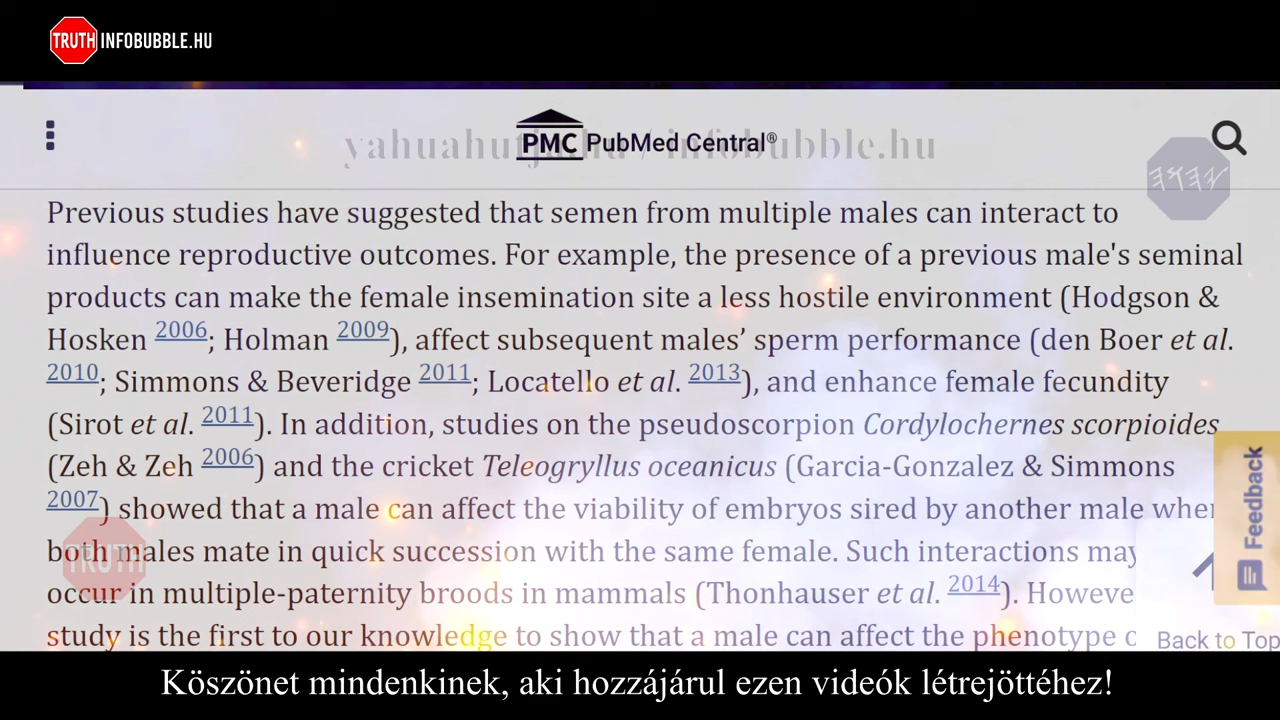 TRUTH INFOBUBBLE.HU
PMC PubMed Central®
yahuahutja.hu / infobubble.hu
Previous studies have suggested that semen from multiple males can interact to
influence reproductive outcomes. For example, the presence of a previous male's seminal
products can make the female insemination site a less hostile environment (Hodgson &
Hosken 2006; Holman 2009), affect subsequent males’ sperm performance (den Boer et al.
2010; Simmons & Beveridge 2011; Locatello et al. 2013), and enhance female fecundity
(Sirot et al. 2011). In addition, studies on the pseudoscorpion Cordylochernes scorpioides
(Zeh & Zeh 2006) and the cricket Teleogryllus oceanicus (Garcia-Gonzalez & Simmons
2007) showed that a male can affect the viability of embryos sired by another male when
both males mate in quick succession with the same female. Such interactions may
occur in multiple-paternity broods in mammals (Thonhauser et al. 2014). Howeve
study is the first to our knowledge to show that a male can affect the phenotype o
Feedback
TRUTH
Back to Top
Köszönet mindenkinek, aki hozzájárul ezen videók létrejöttéhez!